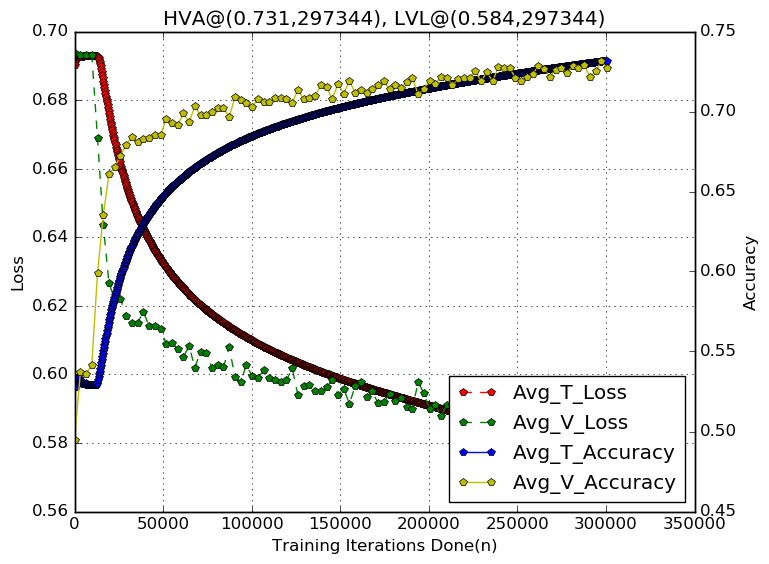 HVA@(0.731,297344), LVL@(0.584,297344)
0.70
0.68
0.66
0.64
0.62
0.60
0.58
0.56
Loss
0.75
0.70
0.65
0.60
0.55
0.50
0.45
Accuracy
Avg_T_Loss
Avg_V_Loss
Avg_T_Accuracy
Avg_V_Accuracy
0 50000 100000 150000 200000 250000 300000 350000
Training Iterations Done(n)